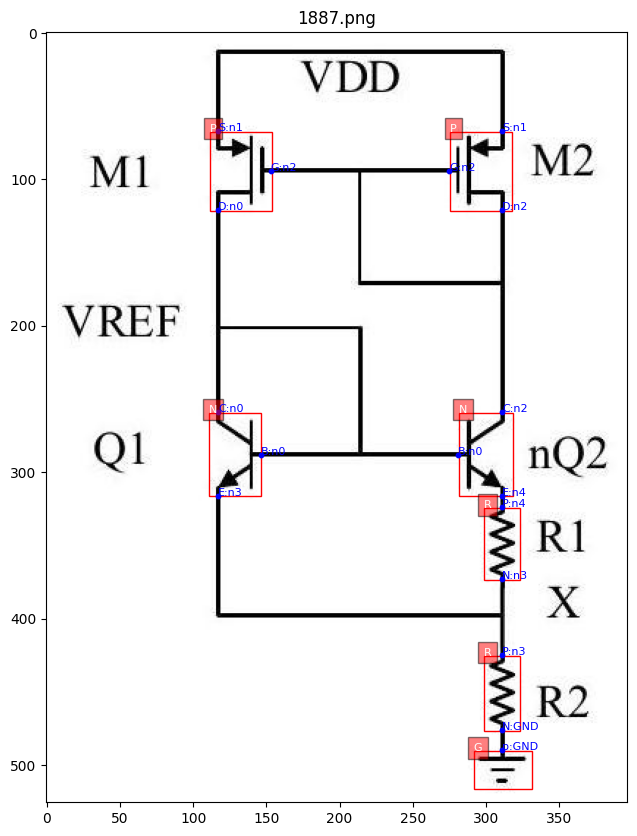 1887.png
VDD
P
S:n1
P
S:n1
M1
G:n2
G:n2
M2
D:n0
D:n2
VREF
N
C:n0
N
C:n2
Q1
B:n0
B:n0
nQ2
E:n3
E:n4
R
P:n4
R1
N:n3
X
R
P:n3
R2
N:GND
G
p:GND
0
100
200
300
400
500
0 50 100 150 200 250 300 350